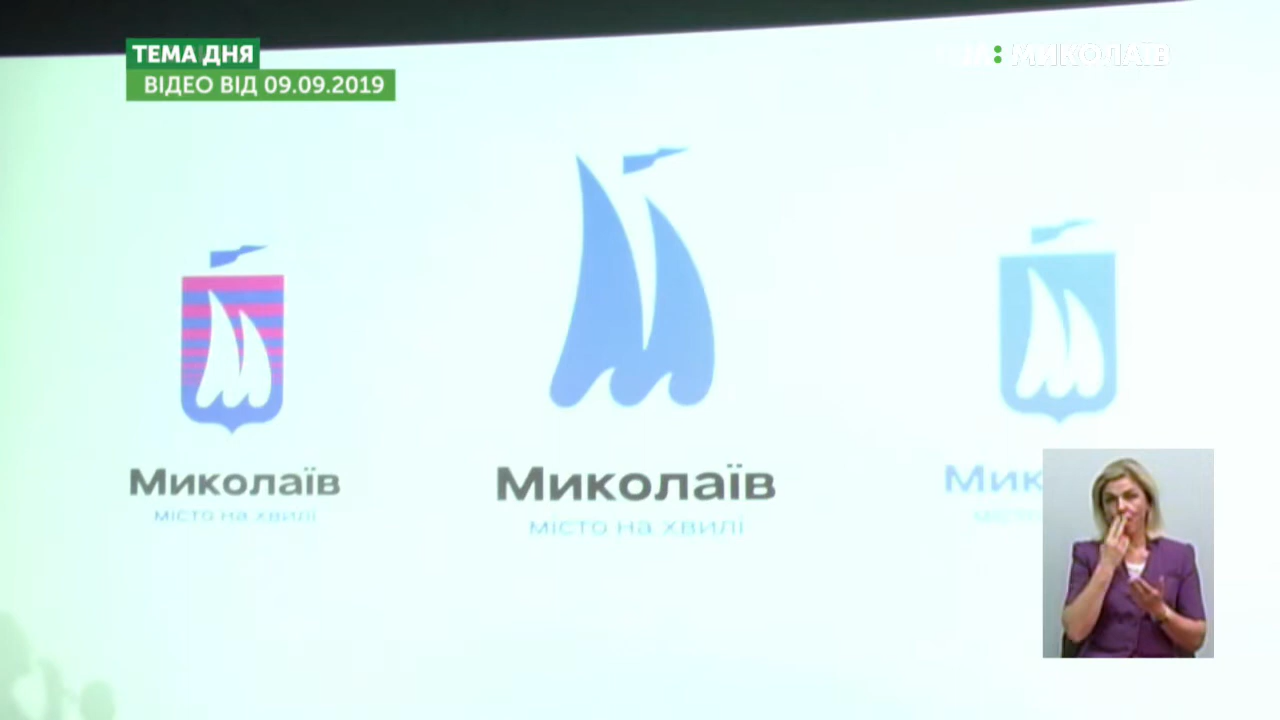 ТЕМА ДНЯ
ВІДЕО ВІД 09.09.2019
: МИКОЛАЇВ
Миколаїв
місто на хвилі
Миколаїв
місто на хвилі